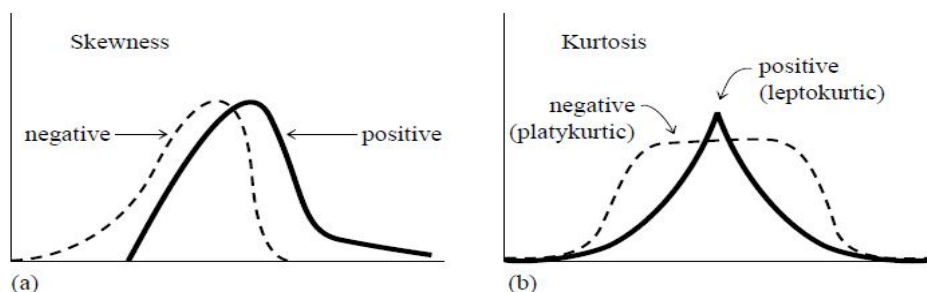 Skewness
negative
positive
(a)
Kurtosis
positive
(leptokurtic)
negative
(platykurtic)
(b)